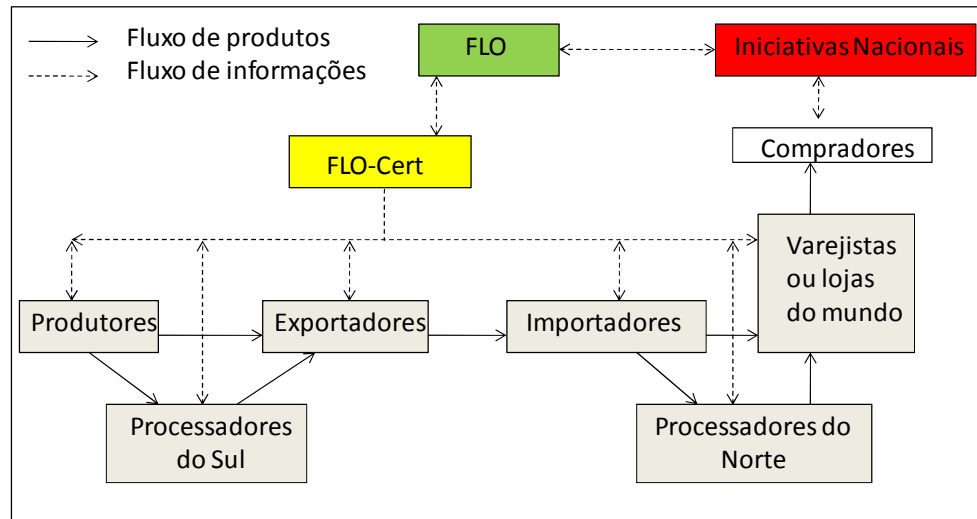 Fluxo de produtos
Fluxo de informações
FLO
Iniciativas Nacionais
FLO-Cert
Compradores
Varejistas
ou lojas
do mundo
Produtores
Exportadores
Importadores
Processadores
do Sul
Processadores do
Norte